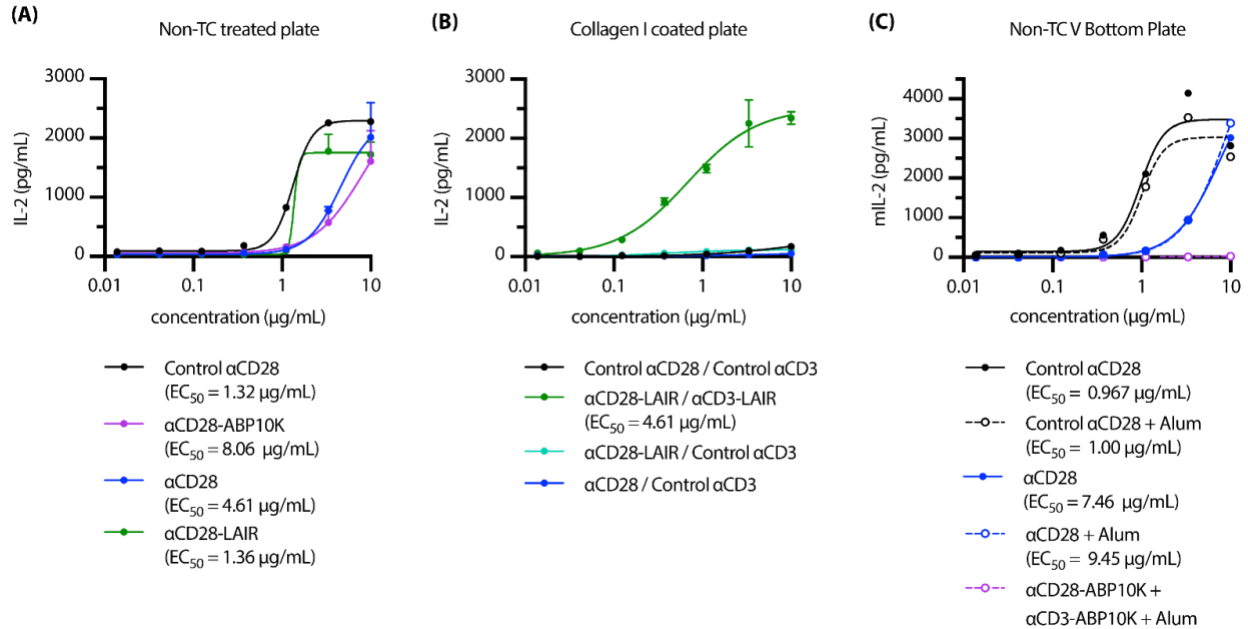 (A)
Non-TC treated plate
IL-2 (pg/mL)
3000
2000
1000
0
0.01
0.1
1
10
concentration (µg/mL)
Control αCD28
(EC50 = 1.32 µg/mL)
αCD28-ABP10K
(EC50 = 8.06 µg/mL)
αCD28
(EC50 = 4.61 µg/mL)
αCD28-LAIR
(EC50 = 1.36 µg/mL)
(B)
Collagen I coated plate
IL-2 (pg/mL)
3000
2000
1000
0
0.01
0.1
1
10
concentration (µg/mL)
Control αCD28 / Control αCD3
αCD28-LAIR / αCD3-LAIR
(EC50 = 4.61 µg/mL)
αCD28-LAIR / Control αCD3
αCD28 / Control αCD3
(C)
Non-TC V Bottom Plate
mIL-2 (pg/mL)
4000
3000
2000
1000
0
0.01
0.1
1
10
concentration (µg/mL)
Control αCD28
(EC50 = 0.967 µg/mL)
Control αCD28 + Alum
(EC50 = 1.00 µg/mL)
αCD28
(EC50 = 7.46 µg/mL)
αCD28 + Alum
(EC50 = 9.45 µg/mL)
αCD28-ABP10K +
αCD3-ABP10K + Alum